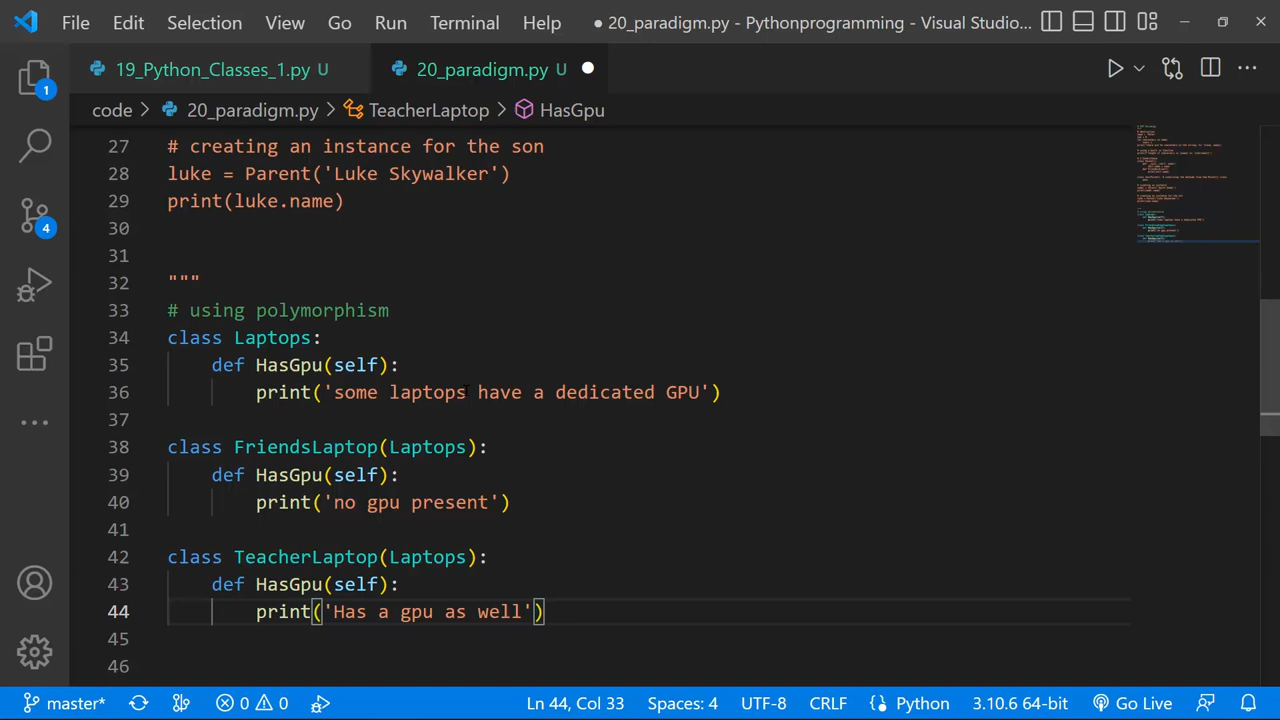 File Edit Selection View Go Run Terminal Help ● 20_paradigm.py - Pythonprogramming - Visual Studio...
19_Python_Classes_1.py U 20_paradigm.py U
code > 20_paradigm.py > TeacherLaptop > HasGpu
1
4
27 # creating an instance for the son
28 luke = Parent('Luke Skywalker')
29 print(luke.name)
30
31
32 """
33 # using polymorphism
34 class Laptops:
35 def HasGpu(self):
36 print('some laptops have a dedicated GPU')
37
38 class FriendsLaptop(Laptops):
39 def HasGpu(self):
40 print('no gpu present')
41
42 class TeacherLaptop(Laptops):
43 def HasGpu(self):
44 print('Has a gpu as well')
45
46
master* 0 0 Ln 44, Col 33 Spaces: 4 UTF-8 CRLF Python 3.10.6 64-bit Go Live